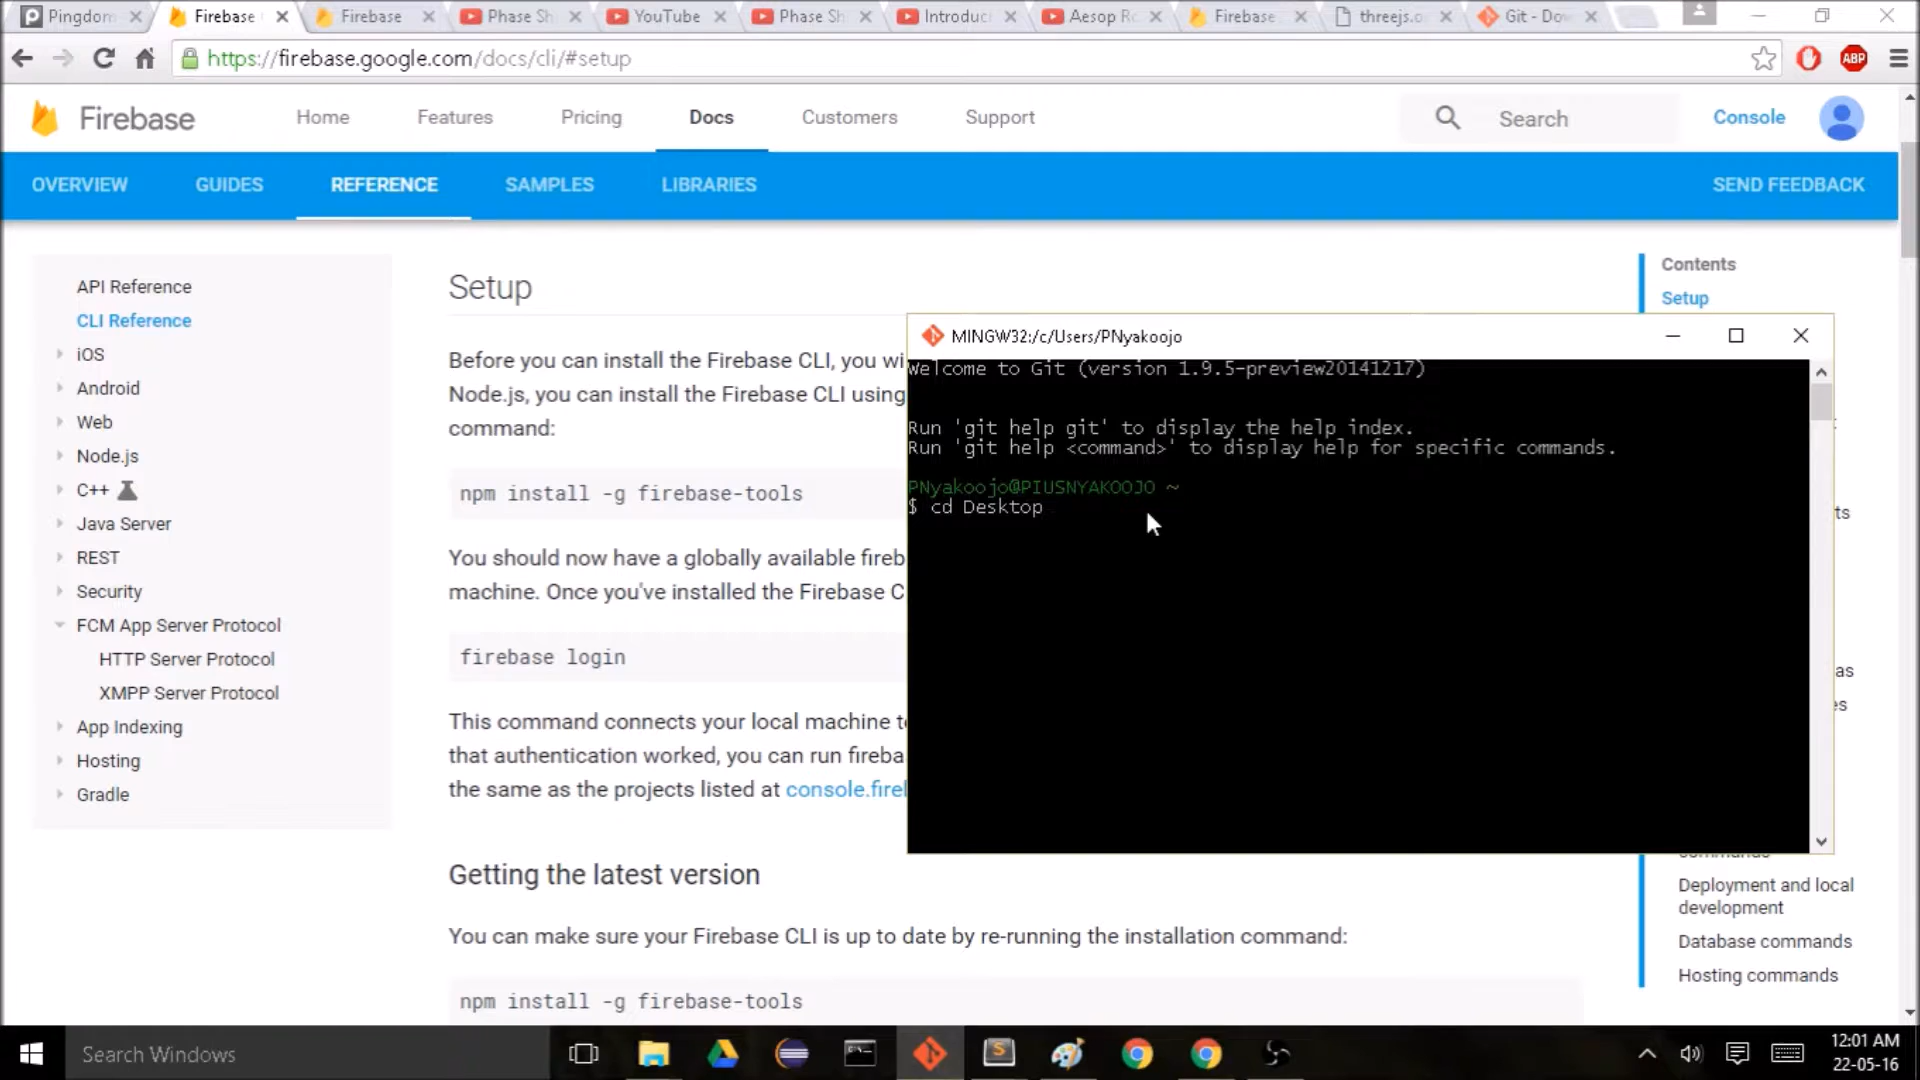 Pingdom
Firebase
Firebase
Phase Sh
YouTube
Phase Sh
Introduc
Aesop Ro
Firebase
threejs.o
Git - Dow
https://firebase.google.com/docs/cli/#setup
ABP
Firebase
Home
Features
Pricing
Docs
Customers
Support
Search
Console
OVERVIEW
GUIDES
REFERENCE
SAMPLES
LIBRARIES
SEND FEEDBACK
API Reference
CLI Reference
iOS
Android
Web
Node.js
C++
Java Server
REST
Security
FCM App Server Protocol
HTTP Server Protocol
XMPP Server Protocol
App Indexing
Hosting
Gradle
Setup
Before you can install the Firebase CLI, you wi
Node.js, you can install the Firebase CLI using
command:
npm install -g firebase-tools
You should now have a globally available fireb
machine. Once you've installed the Firebase C
firebase login
This command connects your local machine to
that authentication worked, you can run fireba
the same as the projects listed at console.firel
Getting the latest version
You can make sure your Firebase CLI is up to date by re-running the installation command:
npm install -g firebase-tools
MINGW32:/c/Users/PNyakoojo
Welcome to Git (version 1.9.5-preview20141217)
Run 'git help git' to display the help index.
Run 'git help <command>' to display help for specific commands.
PNyakoojo@PIUSNYAKOOJO ~
$ cd Desktop
Contents
Setup
ts
as
es
commands
Deployment and local
development
Database commands
Hosting commands
Search Windows
12:01 AM
22-05-16